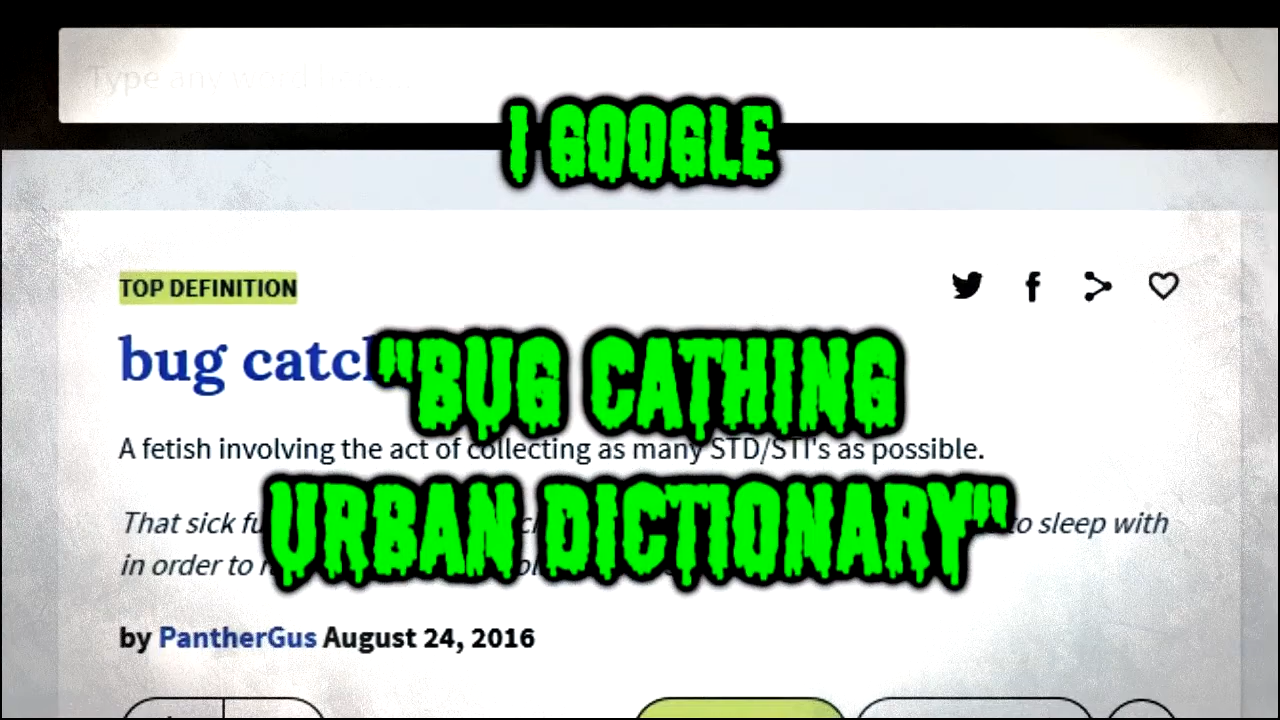 Type any word here...
I GOOGLE
TOP DEFINITION
bug catc
"BUG CATHING
A fetish involving the act of collecting as many STD/STI's as possible.
URBAN DICTIONARY"
That sick to sleep with
in order to
by PantherGus August 24, 2016